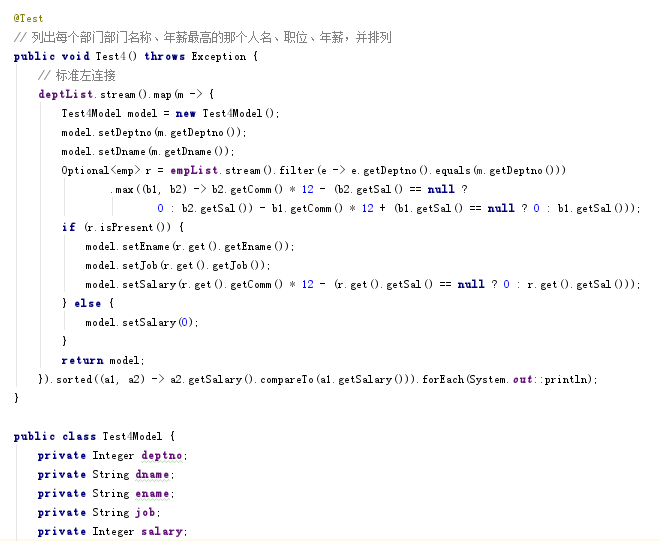 @Test
// 列出每个部门部门名称、年薪最高的那个人名、职位、年薪，并排列
public void Test4() throws Exception {
// 标准左连接
deptList.stream().map(m -> {
Test4Model model = new Test4Model();
model.setDeptno(m.getDeptno());
model.setDname(m.getDname());
Optional<emp> r = empList.stream().filter(e -> e.getDeptno().equals(m.getDeptno()))
.max((b1, b2) -> b2.getComm() * 12 - (b2.getSal() == null ?
0 : b2.getSal()) - b1.getComm() * 12 + (b1.getSal() == null ? 0 : b1.getSal()));
if (r.isPresent()) {
model.setEname(r.get().getEname());
model.setJob(r.get().getJob());
model.setSalary(r.get().getComm() * 12 - (r.get().getSal() == null ? 0 : r.get().getSal()));
} else {
model.setSalary(0);
}
return model;
}).sorted((a1, a2) -> a2.getSalary().compareTo(a1.getSalary())).forEach(System.out::println);
}
public class Test4Model {
private Integer deptno;
private String dname;
private String ename;
private String job;
private Integer salary;